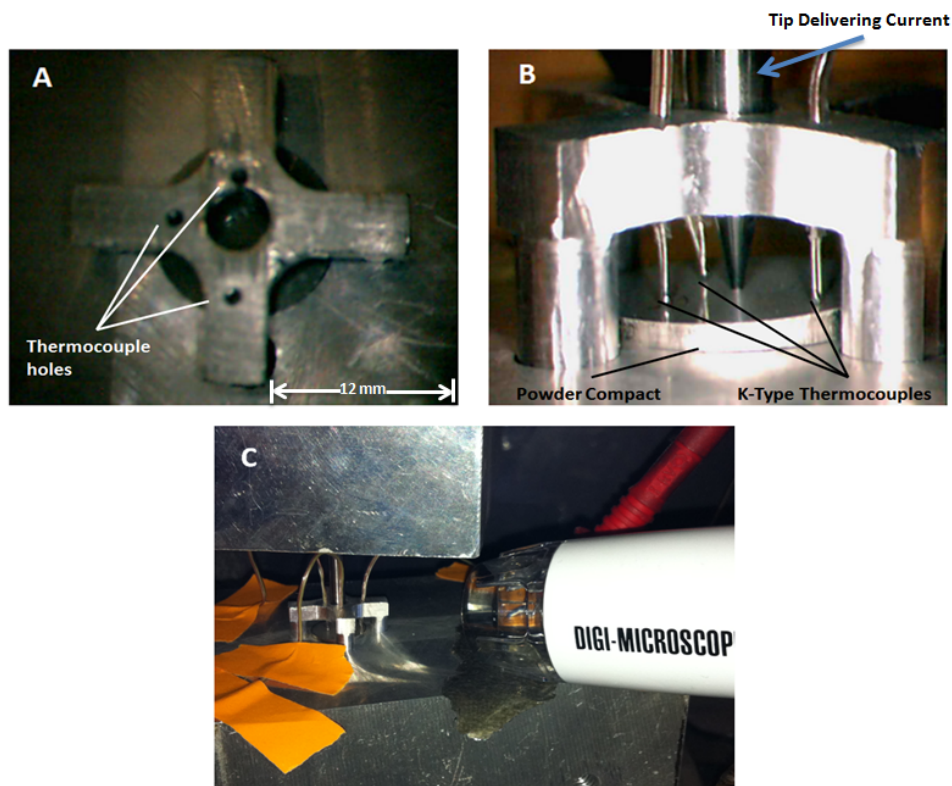 Tip Delivering Current
A
B
Thermocouple
holes
12 mm
Powder Compact
K-Type Thermocouples
C
DIGI-MICROSCOP